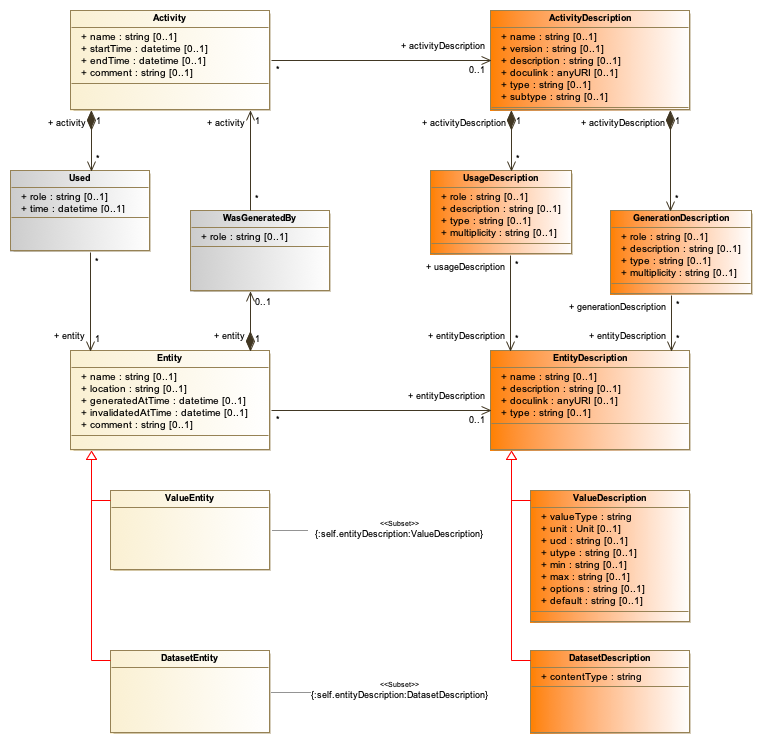 Activity
+ name : string [0..1]
+ startTime : datetime [0..1]
+ endTime : datetime [0..1]
+ comment : string [0..1]
ActivityDescription
+ name : string [0..1]
+ version : string [0..1]
+ description : string [0..1]
+ doculink : anyURI [0..1]
+ type : string [0..1]
+ subtype : string [0..1]
+ activityDescription
*
0..1
+ activity
1
*
+ activity
1
*
+ activityDescription
1
*
+ activityDescription
1
*
Used
+ role : string [0..1]
+ time : datetime [0..1]
WasGeneratedBy
+ role : string [0..1]
UsageDescription
+ role : string [0..1]
+ description : string [0..1]
+ type : string [0..1]
+ multiplicity : string [0..1]
GenerationDescription
+ role : string [0..1]
+ description : string [0..1]
+ type : string [0..1]
+ multiplicity : string [0..1]
*
+ entity
1
0..1
+ entity
1
+ usageDescription
*
+ entityDescription
*
+ generationDescription
*
+ entityDescription
*
Entity
+ name : string [0..1]
+ location : string [0..1]
+ generatedAtTime : datetime [0..1]
+ invalidatedAtTime : datetime [0..1]
+ comment : string [0..1]
EntityDescription
+ name : string [0..1]
+ description : string [0..1]
+ doculink : anyURI [0..1]
+ type : string [0..1]
+ entityDescription
*
0..1
ValueEntity
<<Subset>>
{:self.entityDescription:ValueDescription}
ValueDescription
+ valueType : string
+ unit : Unit [0..1]
+ ucd : string [0..1]
+ utype : string [0..1]
+ min : string [0..1]
+ max : string [0..1]
+ options : string [0..1]
+ default : string [0..1]
DatasetEntity
<<Subset>>
{:self.entityDescription:DatasetDescription}
DatasetDescription
+ contentType : string